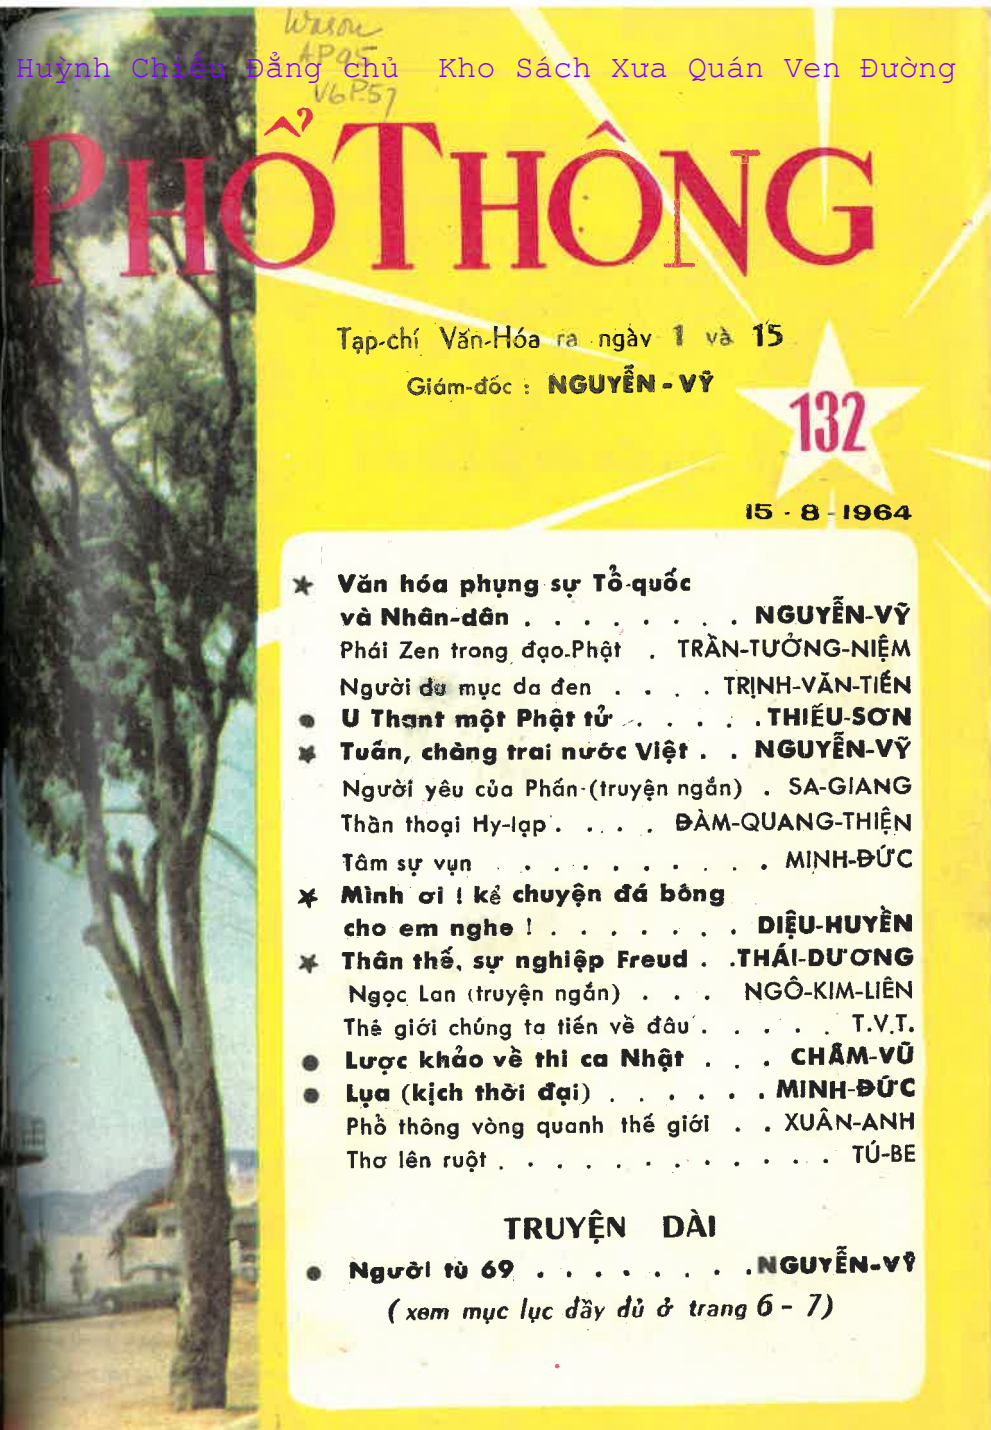 Wason
AP95
V6P57
Huỳnh Chiếu Đẳng chủ Kho Sách Xưa Quán Ven Đường
PHỔ THÔNG
Tạp-chí Văn-Hóa ra ngày 1 và 15
Giám-đốc : NGUYỄN - VỸ
132
15 - 8 - 1964
Văn hóa phụng sự Tổ-quốc
và Nhân-dân . . . . . . . . NGUYỄN-VỸ
Phái Zen trong đạo-Phật . TRẦN-TƯỞNG-NIỆM
Người du mục da đen . . . . TRỊNH-VĂN-TIẾN
U Thant một Phật tử . . . . . THIẾU-SƠN
Tuấn, chàng trai nước Việt . . NGUYỄN-VỸ
Người yêu của Phấn-(truyện ngắn) . SA-GIANG
Thần thoại Hy-lạp . . . . . ĐÀM-QUANG-THIỆN
Tâm sự vụn . . . . . . . . . MINH-ĐỨC
Mình ơi ! kể chuyện đá bóng
cho em nghe ! . . . . . . . DIỆU-HUYỀN
Thân thế, sự nghiệp Freud . . THÁI-DƯƠNG
Ngọc Lan (truyện ngắn) . . . NGÔ-KIM-LIÊN
Thế giới chúng ta tiến về đâu . . . . . T.V.T.
Lược khảo về thi ca Nhật . . . CHÂM-VŨ
Lụa (kịch thời đại) . . . . . . MINH-ĐỨC
Phổ thông vòng quanh thế giới . . XUÂN-ANH
Thơ lên ruột . . . . . . . . . . . . TÚ-BE
TRUYỆN DÀI
Người tù 69 . . . . . . . . NGUYỄN-VỸ
( xem mục lục đầy đủ ở trang 6 - 7)